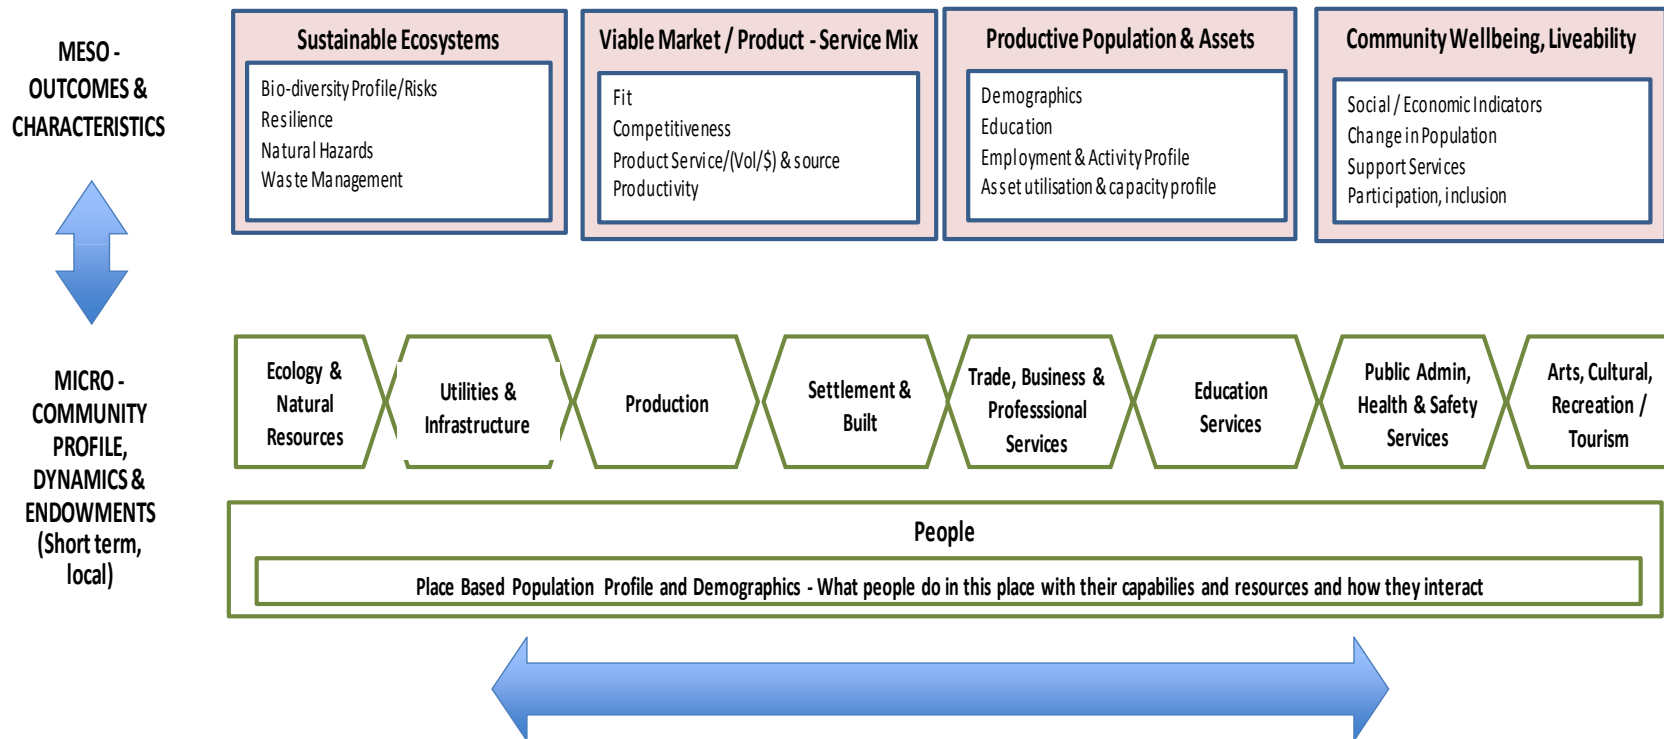 MESO -
OUTCOMES &
CHARACTERISTICS
Sustainable Ecosystems
Bio-diversity Profile/Risks
Resilience
Natural Hazards
Waste Management
Viable Market / Product - Service Mix
Fit
Competitiveness
Product Service/(Vol/$) & source
Productivity
Productive Population & Assets
Demographics
Education
Employment & Activity Profile
Asset utilisation & capacity profile
Community Wellbeing, Liveability
Social / Economic Indicators
Change in Population
Support Services
Participation, inclusion
MICRO -
COMMUNITY
PROFILE,
DYNAMICS &
ENDOWMENTS
(Short term,
local)
Ecology &
Natural
Resources
Utilities &
Infrastructure
Production
Settlement &
Built
Trade, Business &
Professsional
Services
Education
Services
Public Admin,
Health & Safety
Services
Arts, Cultural,
Recreation /
Tourism
People
Place Based Population Profile and Demographics - What people do in this place with their capabilies and resources and how they interact